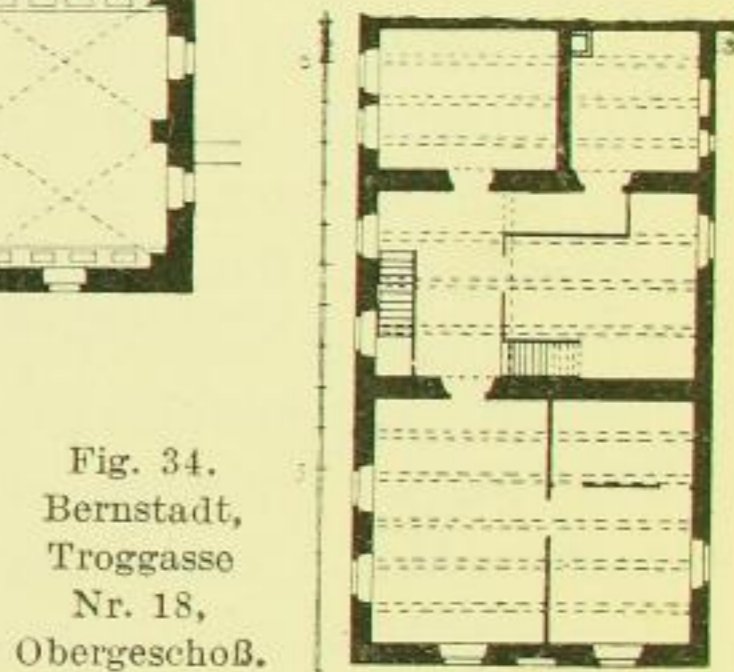 Fig. 34.
Bernstadt,
Troggasse
Nr. 18,
Obergeschoß.